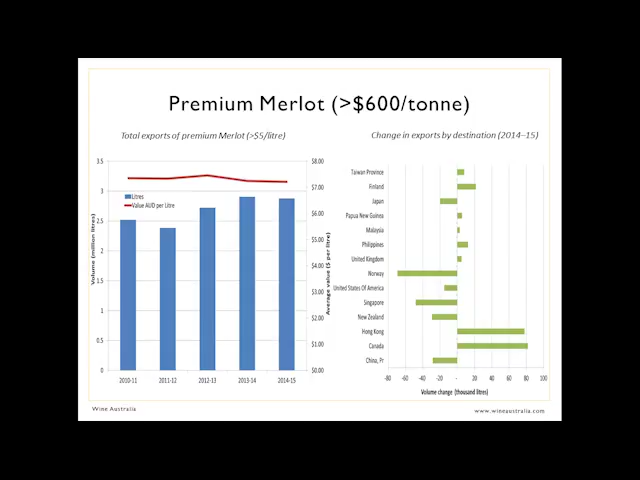 Premium Merlot (>$600/tonne)
Total exports of premium Merlot (>$5/litre)
Change in exports by destination (2014–15)
Volume (million litres)
3.5
3
2.5
2
1.5
1
0.5
0
Litres
Value AUD per Litre
$8.00
$7.00
$6.00
$5.00
$4.00
$3.00
$2.00
$1.00
$0.00
Average value ($ per litre)
2010-11
2011-12
2012-13
2013-14
2014-15
Taiwan Province
Finland
Japan
Papua New Guinea
Malaysia
Philippines
United Kingdom
Norway
United States Of America
Singapore
New Zealand
Hong Kong
Canada
China, Pr
-80
-60
-40
-20
-
20
40
60
80
100
Volume change (thousand litres)
Wine Australia
www.wineaustralia.com